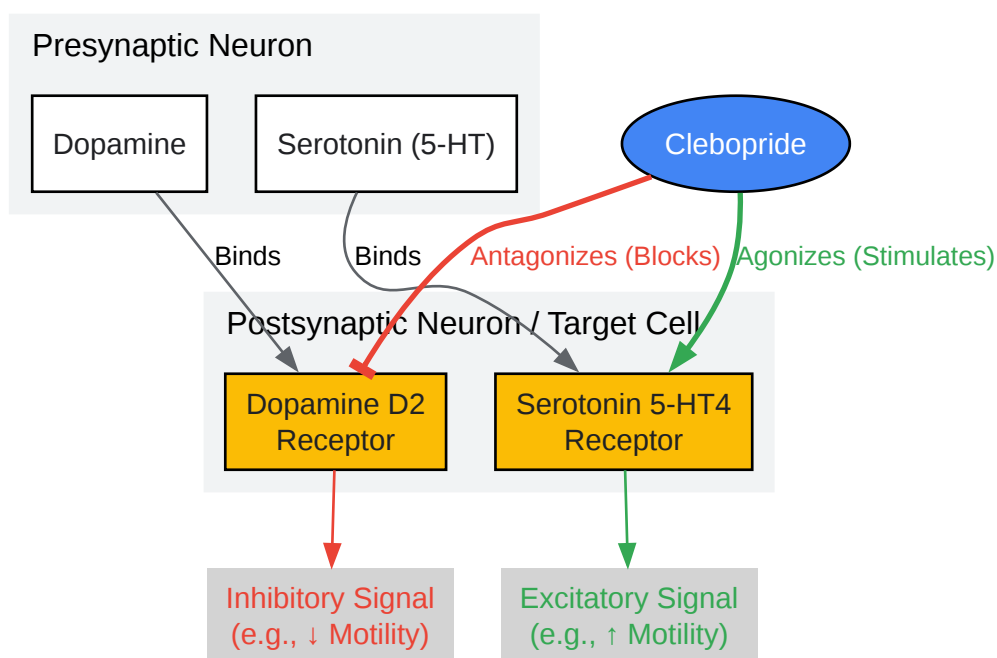 Presynaptic Neuron
Dopamine
Serotonin (5-HT)
Clebopride
Binds
Binds
Antagonizes (Blocks)
Agonizes (Stimulates)
Postsynaptic Neuron / Target Cell
Dopamine D2
Receptor
Serotonin 5-HT4
Receptor
Inhibitory Signal
(e.g., ↓ Motility)
Excitatory Signal
(e.g., ↑ Motility)